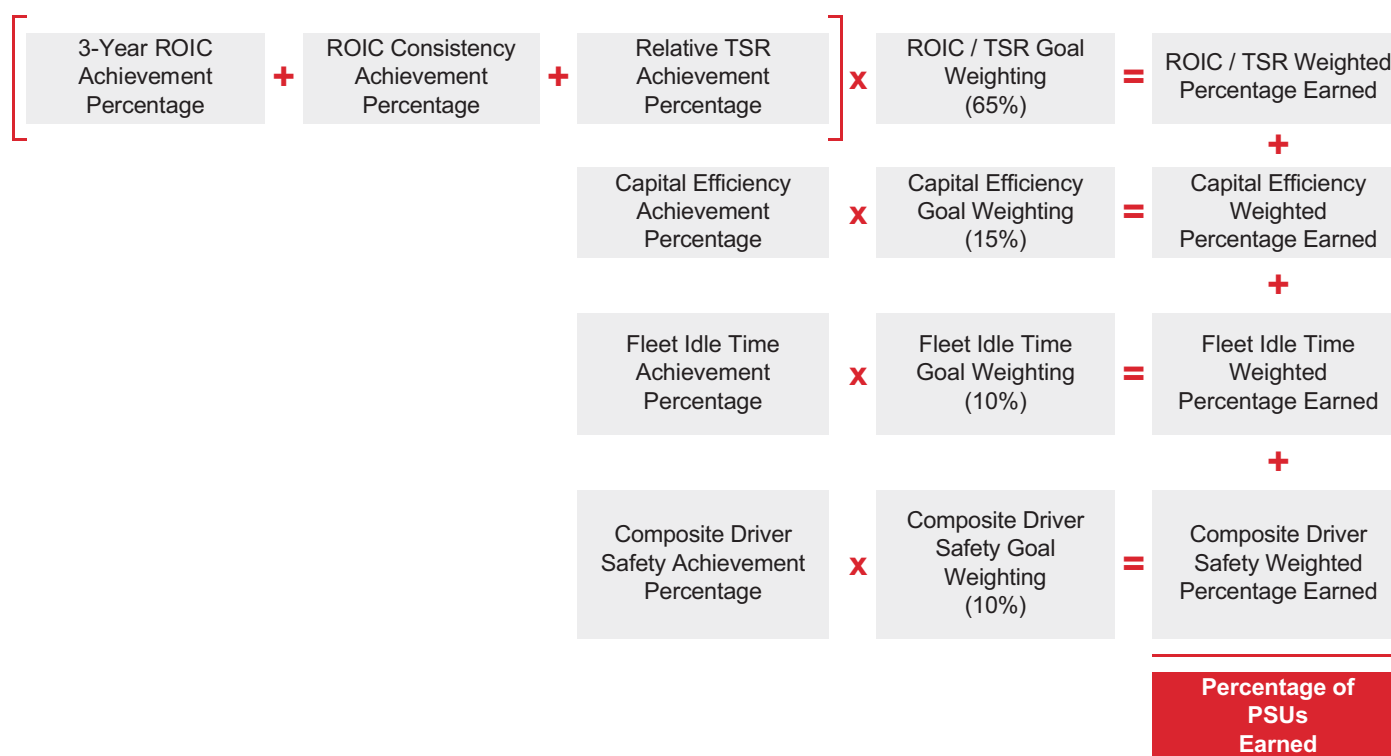 3-Year ROIC
Achievement
Percentage
+
ROIC Consistency
Achievement
Percentage
+
Relative TSR
Achievement
Percentage
x
ROIC / TSR Goal
Weighting
(65%)
=
ROIC / TSR Weighted
Percentage Earned
+
Capital Efficiency
Achievement
Percentage
x
Capital Efficiency
Goal Weighting
(15%)
=
Capital Efficiency
Weighted
Percentage Earned
+
Fleet Idle Time
Achievement
Percentage
x
Fleet Idle Time
Goal Weighting
(10%)
=
Fleet Idle Time
Weighted
Percentage Earned
+
Composite Driver
Safety Achievement
Percentage
x
Composite Driver
Safety Goal
Weighting
(10%)
=
Composite Driver
Safety Weighted
Percentage Earned
Percentage of
PSUs
Earned